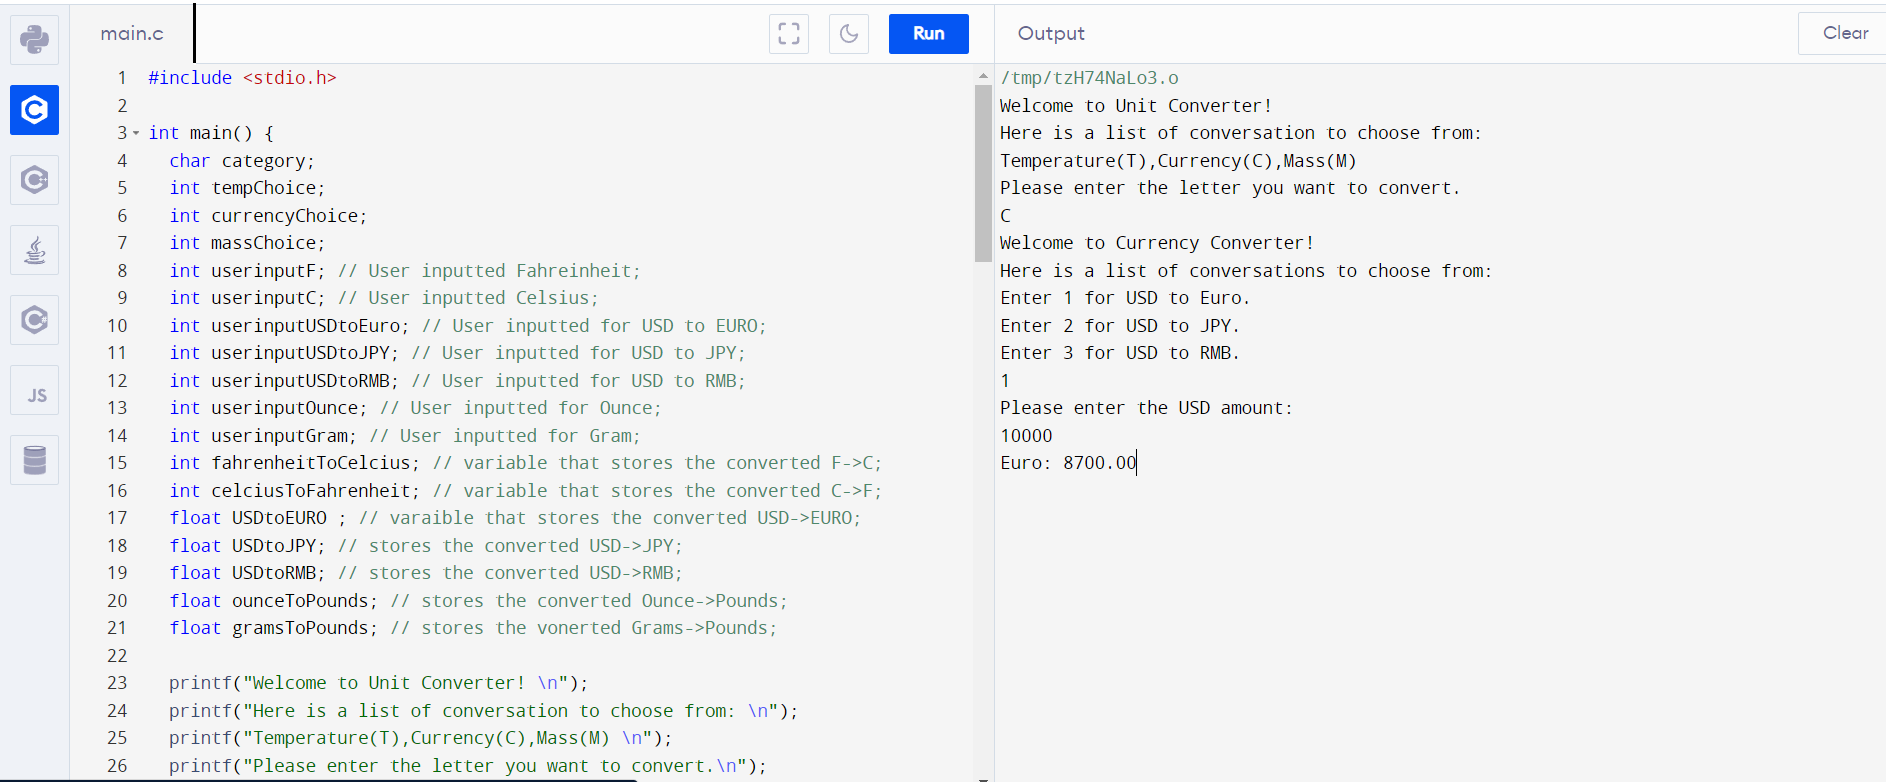 main.c
Run
Output
Clear
JS
1 #include <stdio.h>
2
3 int main() {
4 char category;
5 int tempChoice;
6 int currencyChoice;
7 int massChoice;
8 int userinputF; // User inputted Fahreinheit;
9 int userinputC; // User inputted Celsius;
10 int userinputUSDtoEuro; // User inputted for USD to EURO;
11 int userinputUSDtoJPY; // User inputted for USD to JPY;
12 int userinputUSDtoRMB; // User inputted for USD to RMB;
13 int userinputOunce; // User inputted for Ounce;
14 int userinputGram; // User inputted for Gram;
15 int fahrenheitToCelcius; // variable that stores the converted F->C;
16 int celciusToFahrenheit; // variable that stores the converted C->F;
17 float USDtoEURO ; // varaible that stores the converted USD->EURO;
18 float USDtoJPY; // stores the converted USD->JPY;
19 float USDtoRMB; // stores the converted USD->RMB;
20 float ounceToPounds; // stores the converted Ounce->Pounds;
21 float gramsToPounds; // stores the vonerted Grams->Pounds;
22
23 printf("Welcome to Unit Converter! \n");
24 printf("Here is a list of conversation to choose from: \n");
25 printf("Temperature(T),Currency(C),Mass(M) \n");
26 printf("Please enter the letter you want to convert.\n");
/tmp/tzH74NaLo3.o
Welcome to Unit Converter!
Here is a list of conversation to choose from:
Temperature(T),Currency(C),Mass(M)
Please enter the letter you want to convert.
C
Welcome to Currency Converter!
Here is a list of conversations to choose from:
Enter 1 for USD to Euro.
Enter 2 for USD to JPY.
Enter 3 for USD to RMB.
1
Please enter the USD amount:
10000
Euro: 8700.00